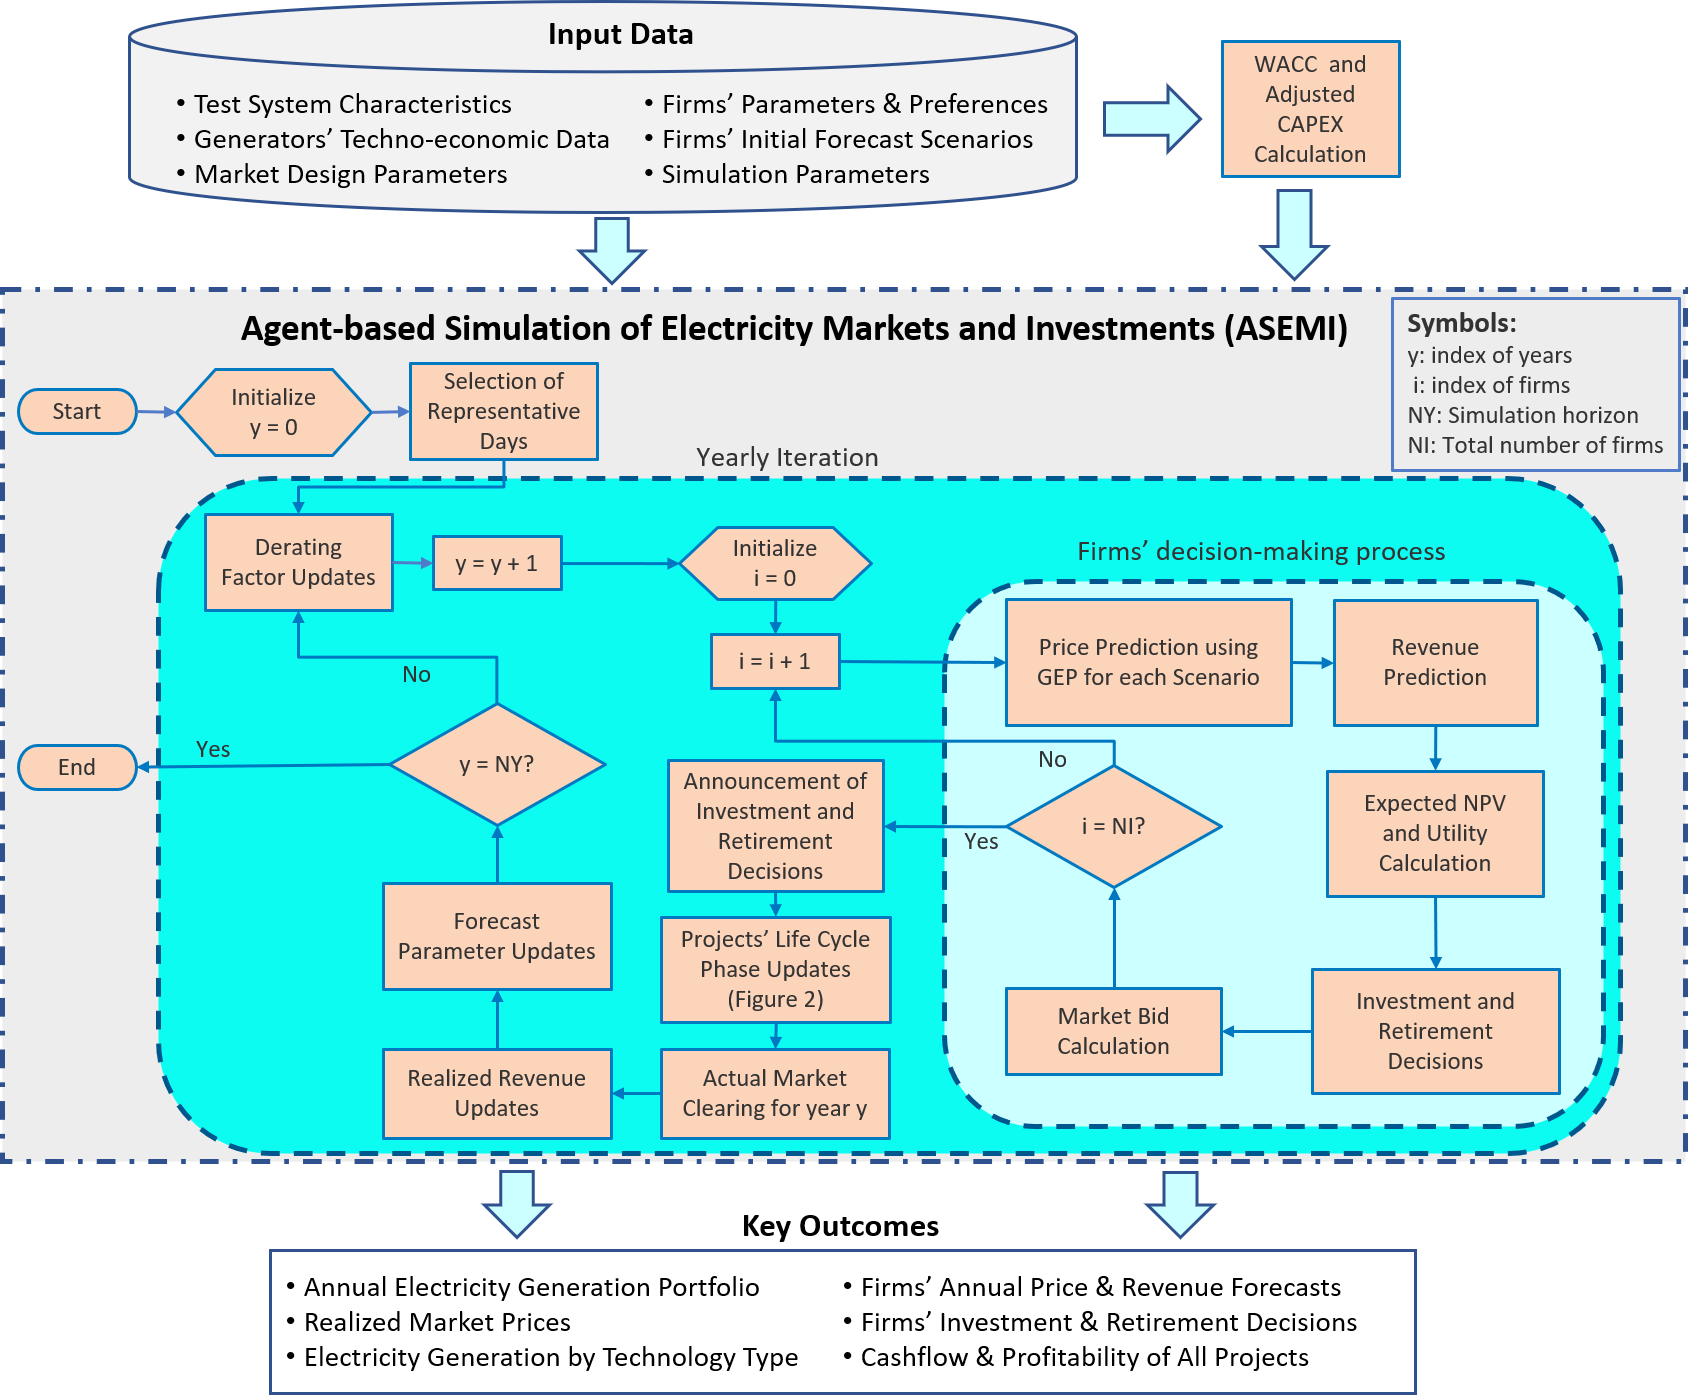 Input Data
• Test System Characteristics
• Generators’ Techno-economic Data
• Market Design Parameters
• Firms’ Parameters & Preferences
• Firms’ Initial Forecast Scenarios
• Simulation Parameters
WACC and
Adjusted
CAPEX
Calculation
Agent-based Simulation of Electricity Markets and Investments (ASEMI)
Symbols:
y: index of years
i: index of firms
NY: Simulation horizon
NI: Total number of firms
Start
Initialize
y = 0
Selection of
Representative
Days
Yearly Iteration
Derating
Factor Updates
y = y + 1
Initialize
i = 0
i = i + 1
Firms’ decision-making process
Price Prediction using
GEP for each Scenario
Revenue
Prediction
Expected NPV
and Utility
Calculation
Investment and
Retirement
Decisions
Market Bid
Calculation
i = NI?
No
Yes
Announcement of
Investment and
Retirement
Decisions
Projects’ Life Cycle
Phase Updates
(Figure 2)
Actual Market
Clearing for year y
Realized Revenue
Updates
Forecast
Parameter Updates
y = NY?
No
Yes
End
Key Outcomes
• Annual Electricity Generation Portfolio
• Realized Market Prices
• Electricity Generation by Technology Type
• Firms’ Annual Price & Revenue Forecasts
• Firms’ Investment & Retirement Decisions
• Cashflow & Profitability of All Projects